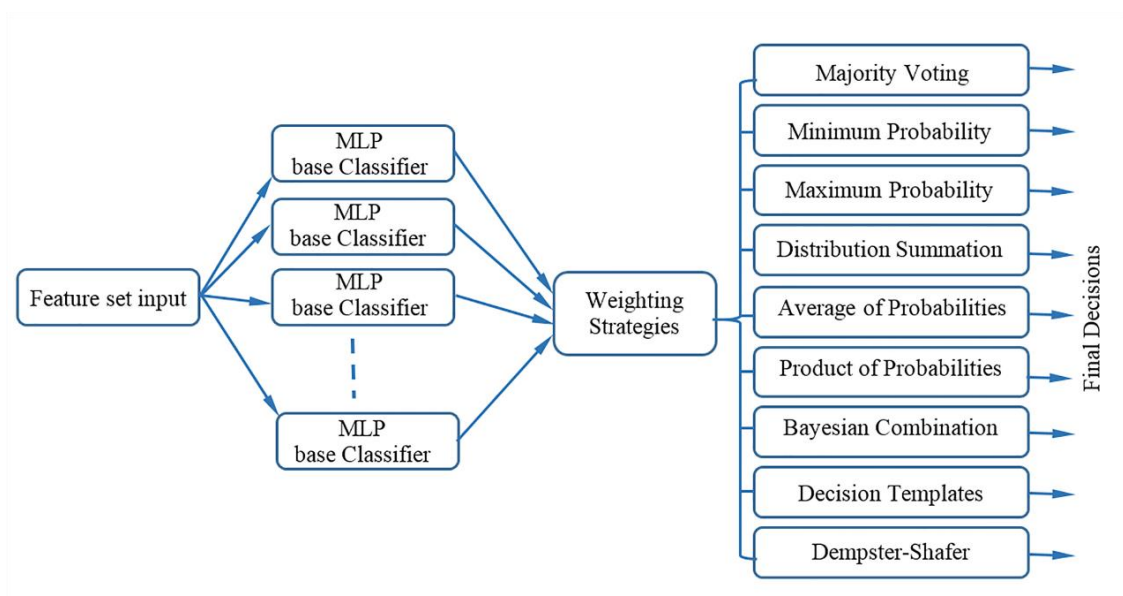 Feature set input
MLP
base Classifier
MLP
base Classifier
MLP
base Classifier
MLP
base Classifier
Weighting
Strategies
Majority Voting
Minimum Probability
Maximum Probability
Distribution Summation
Average of Probabilities
Product of Probabilities
Bayesian Combination
Decision Templates
Dempster-Shafer
Final Decisions